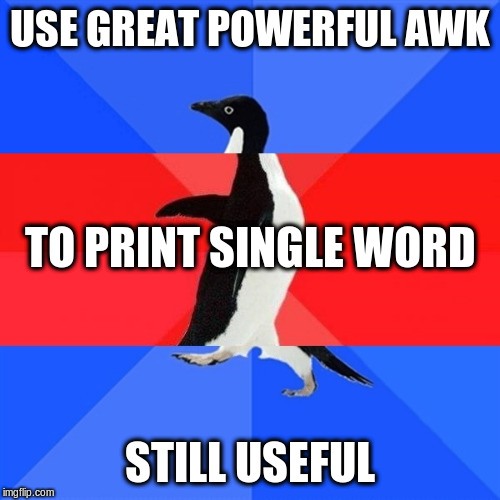 USE GREAT POWERFUL AWK
TO PRINT SINGLE WORD
STILL USEFUL
imgflip.com